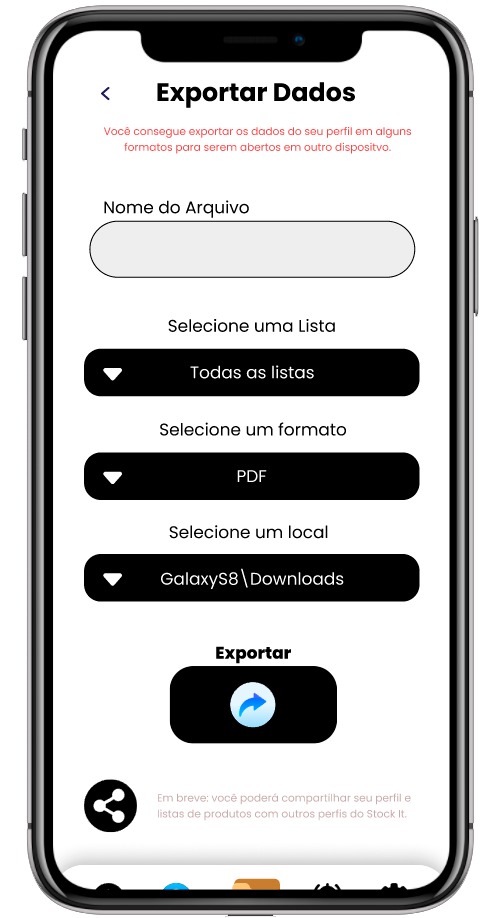 Exportar Dados
Você consegue exportar os dados do seu perfil em alguns
formatos para serem abertos em outro dispositvo.
Nome do Arquivo
Selecione uma Lista
Todas as listas
Selecione um formato
PDF
Selecione um local
GalaxyS8\Downloads
Exportar
Em breve: você poderá compartilhar seu perfil e
listas de produtos com outros perfis do Stock It.